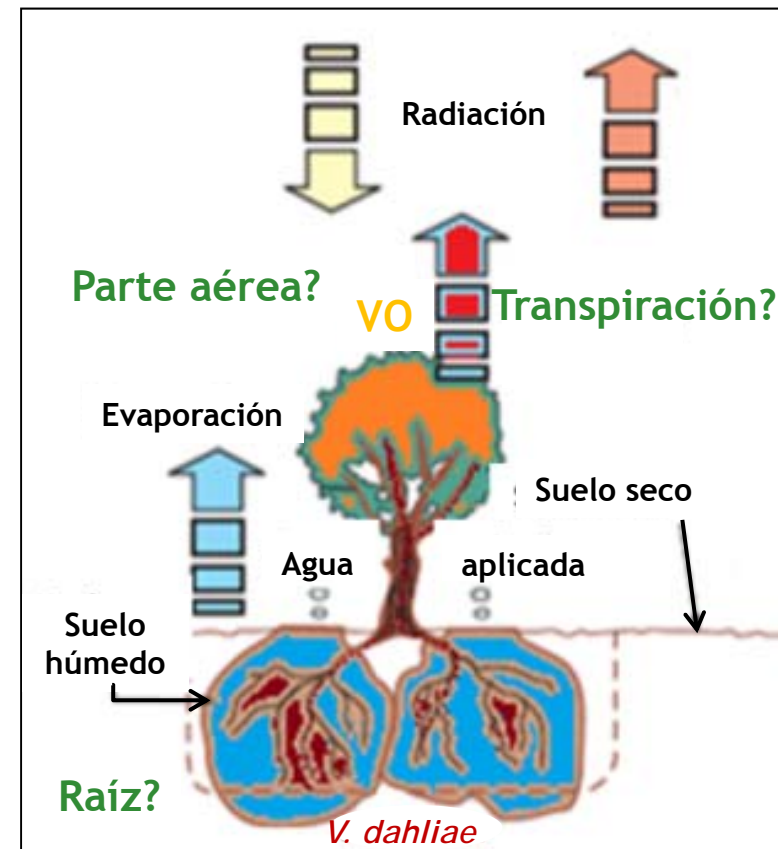 Radiación
Parte aérea?
VO
Transpiración?
Evaporación
Suelo seco
Agua aplicada
Suelo
húmedo
Raíz?
V. dahliae